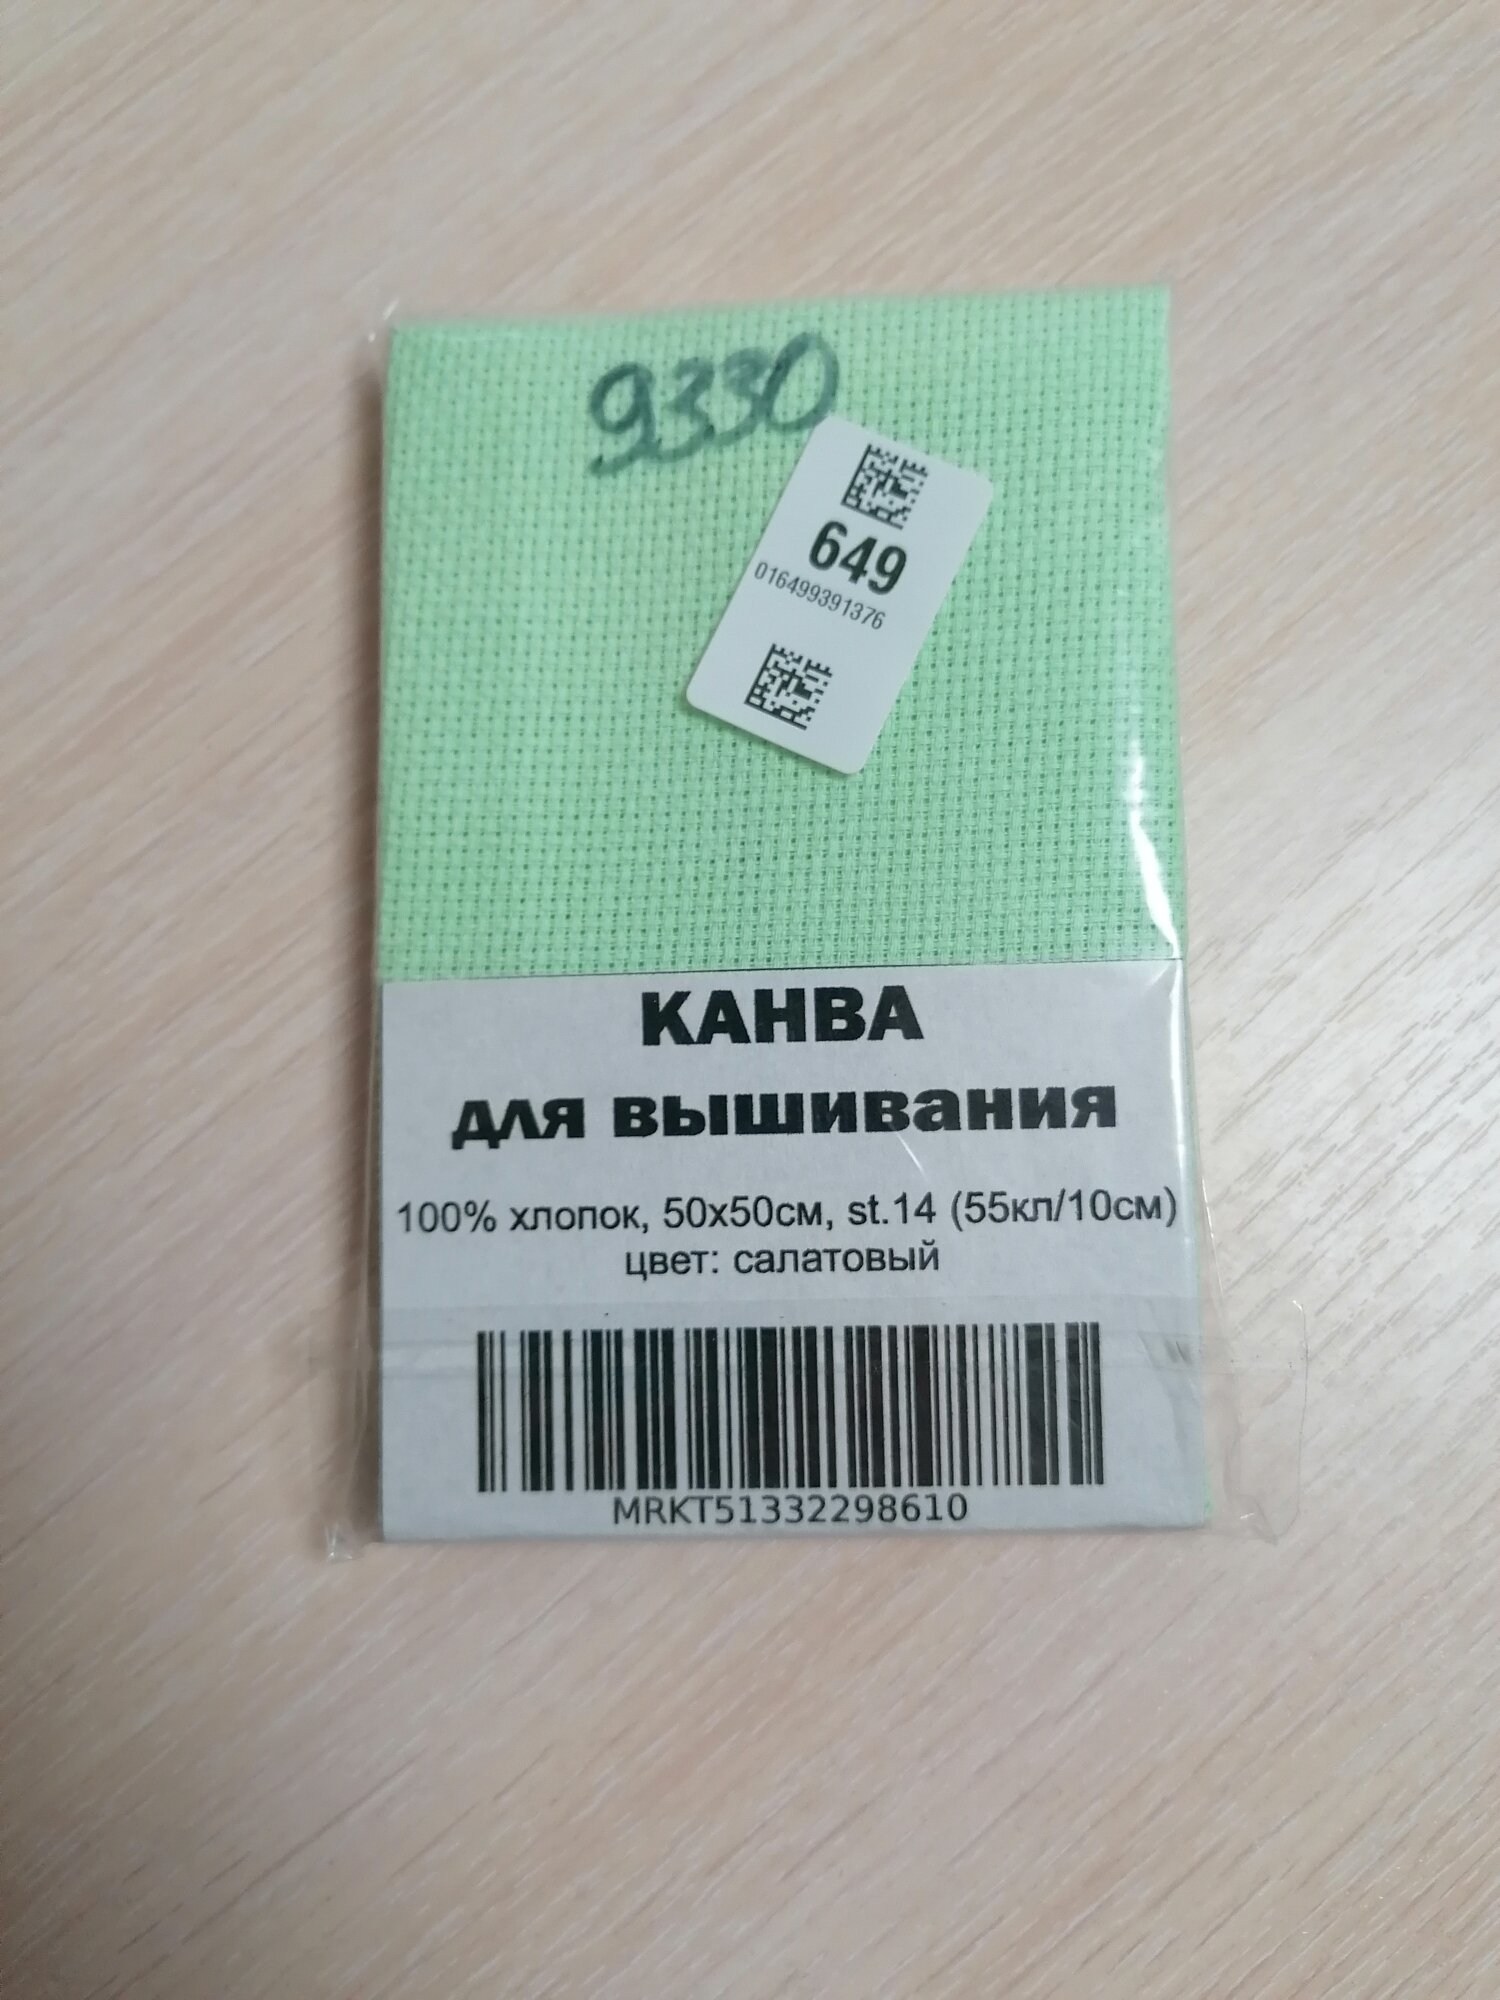 9330
649
016499391376
КАНВА
для вышивания
100% хлопок, 50х50см, st.14 (55кл/10см)
цвет: салатовый
MRKT51332298610